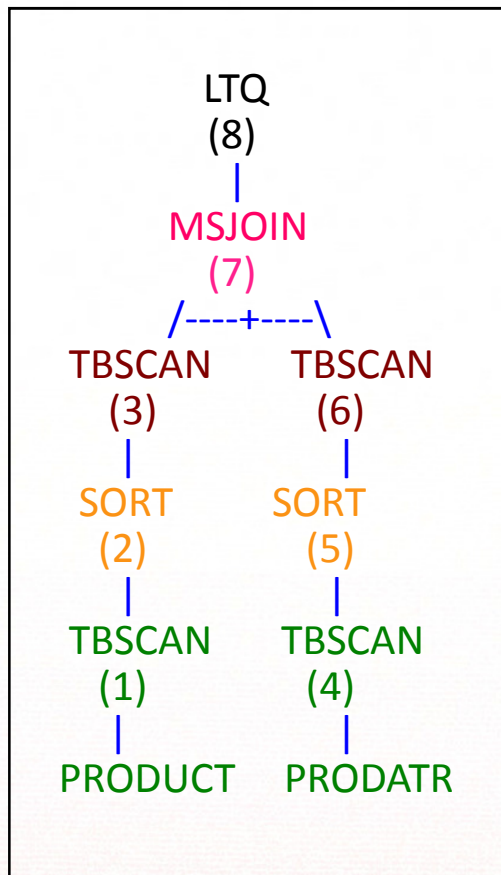 LTQ
(8)
|
MSJOIN
(7)
/----+----\
TBSCAN TBSCAN
(3) (6)
| |
SORT SORT
(2) (5)
| |
TBSCAN TBSCAN
(1) (4)
| |
PRODUCT PRODATR